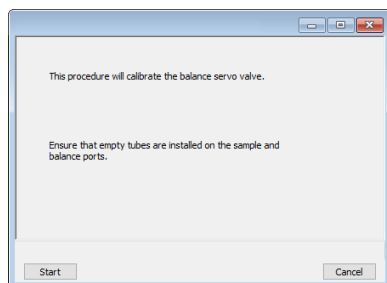 This procedure will calibrate the balance servo valve.
Ensure that empty tubes are installed on the sample and
balance ports.
Start
Cancel